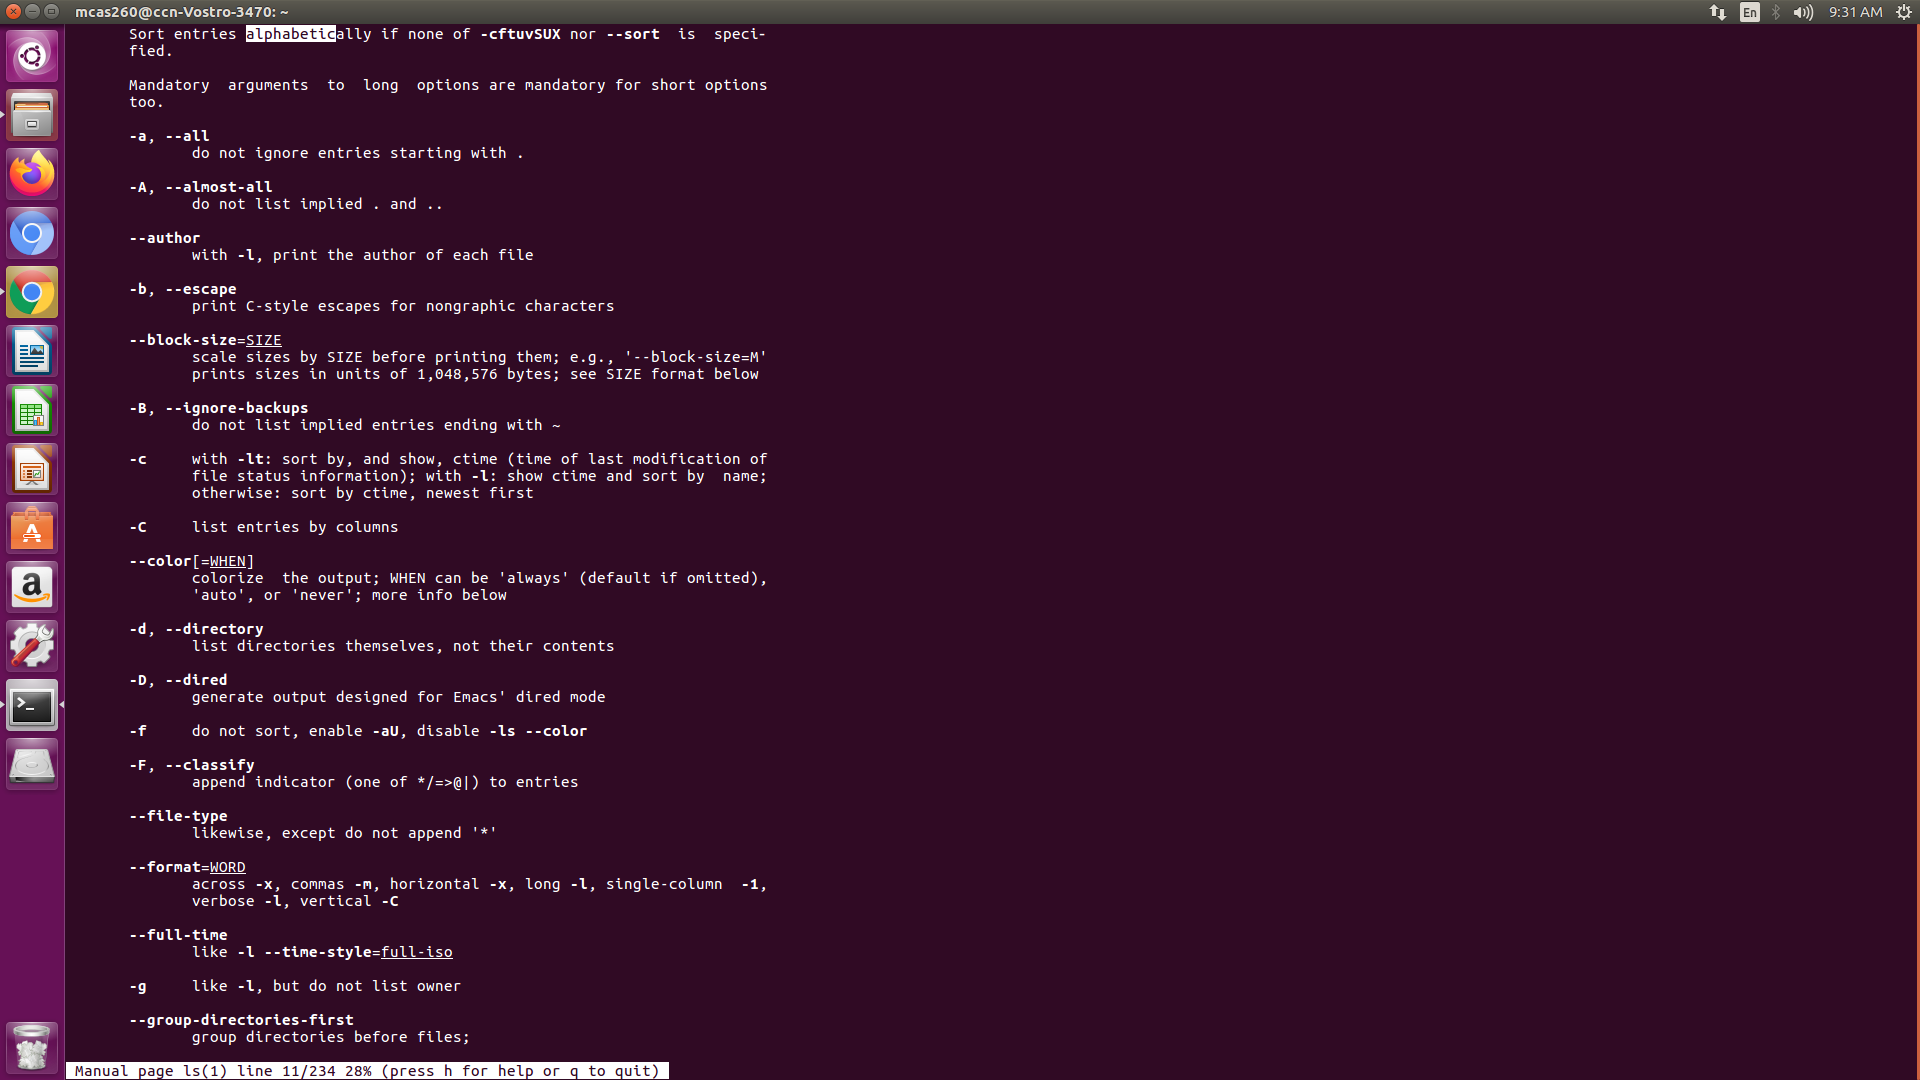 mcas260@ccn-Vostro-3470: ~
En
9:31 AM
Sort entries alphabetically if none of -cftuvSUX nor --sort is speci-
fied.
Mandatory arguments to long options are mandatory for short options
too.
-a, --all
do not ignore entries starting with .
-A, --almost-all
do not list implied . and ..
--author
with -l, print the author of each file
-b, --escape
print C-style escapes for nongraphic characters
--block-size=SIZE
scale sizes by SIZE before printing them; e.g., '--block-size=M'
prints sizes in units of 1,048,576 bytes; see SIZE format below
-B, --ignore-backups
do not list implied entries ending with ~
-c with -lt: sort by, and show, ctime (time of last modification of
file status information); with -l: show ctime and sort by name;
otherwise: sort by ctime, newest first
-C list entries by columns
--color[=WHEN]
colorize the output; WHEN can be 'always' (default if omitted),
'auto', or 'never'; more info below
-d, --directory
list directories themselves, not their contents
-D, --dired
generate output designed for Emacs' dired mode
-f do not sort, enable -aU, disable -ls --color
-F, --classify
append indicator (one of */=>@|) to entries
--file-type
likewise, except do not append '*'
--format=WORD
across -x, commas -m, horizontal -x, long -l, single-column -1,
verbose -l, vertical -C
--full-time
like -l --time-style=full-iso
-g like -l, but do not list owner
--group-directories-first
group directories before files;
Manual page ls(1) line 11/234 28% (press h for help or q to quit)